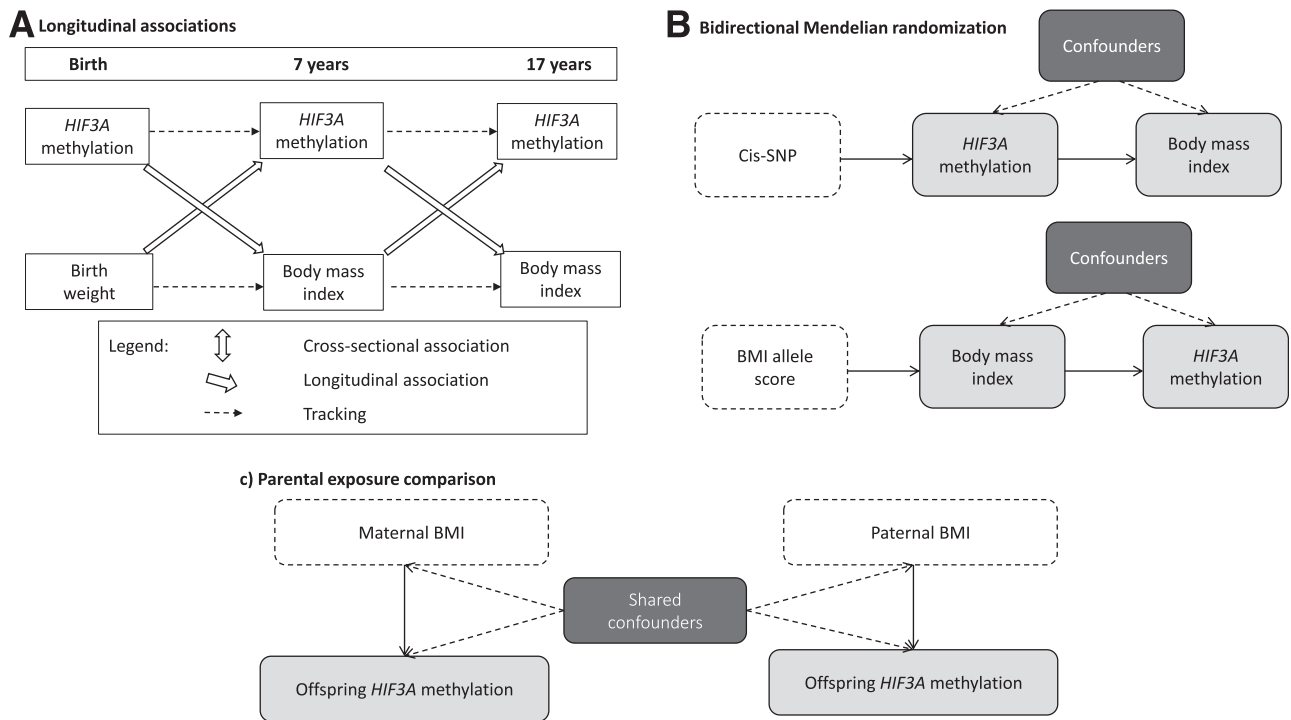 A Longitudinal associations
Birth 7 years 17 years
HIF3A
methylation
HIF3A
methylation
HIF3A
methylation
Birth
weight
Body mass
index
Body mass
index
Legend:
Cross-sectional association
Longitudinal association
Tracking
B Bidirectional Mendelian randomization
Confounders
Cis-SNP
HIF3A
methylation
Body mass
index
Confounders
BMI allele
score
Body mass
index
HIF3A
methylation
c) Parental exposure comparison
Maternal BMI
Paternal BMI
Shared
confounders
Offspring HIF3A methylation
Offspring HIF3A methylation